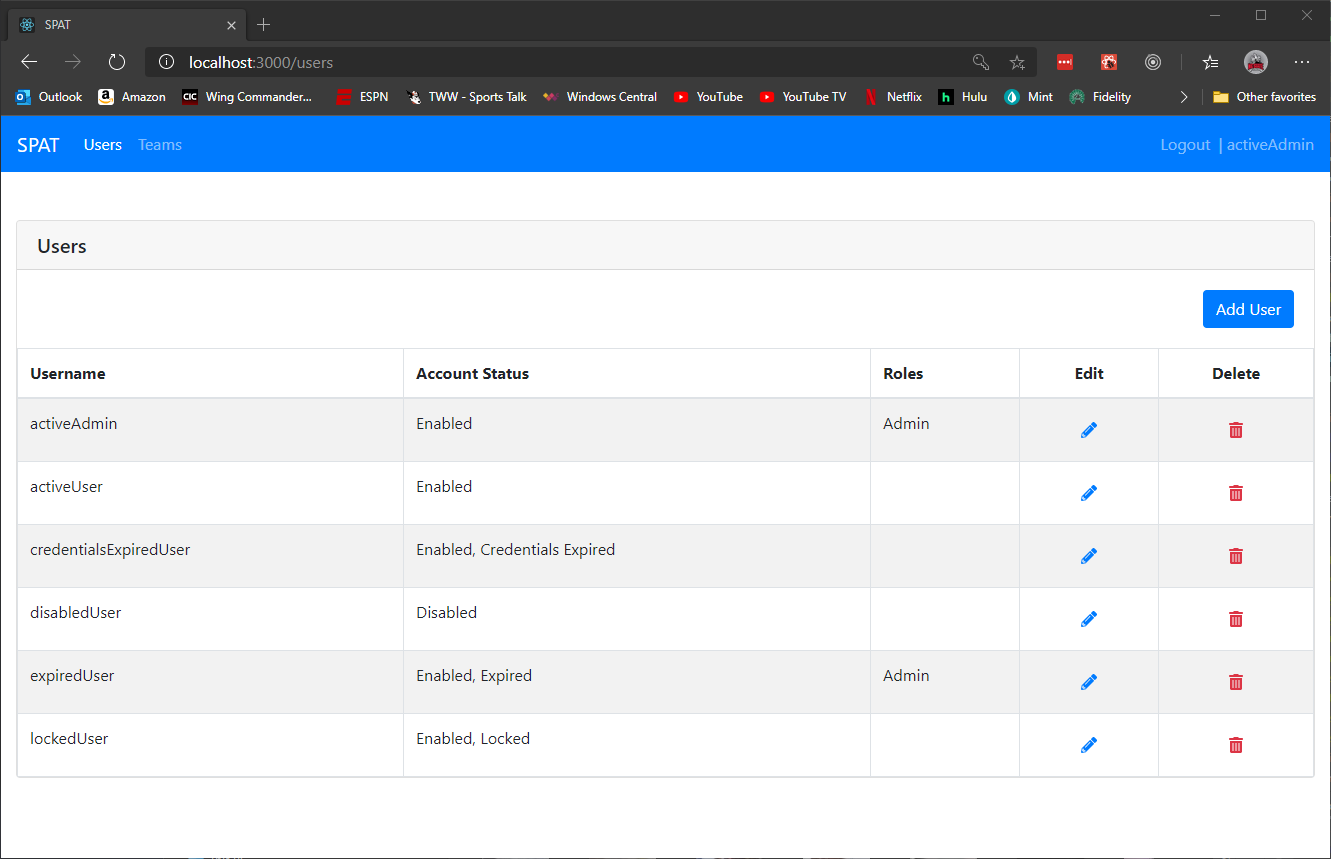 SPAT
localhost:3000/users
Outlook Amazon CIC Wing Commander... ESPN TWW - Sports Talk Windows Central YouTube YouTube TV Netflix h Hulu Mint Fidelity Other favorites
SPAT Users Teams Logout | activeAdmin
Users
Add User
Username Account Status Roles Edit Delete
activeAdmin Enabled Admin
activeUser Enabled
credentialsExpiredUser Enabled, Credentials Expired
disabledUser Disabled
expiredUser Enabled, Expired Admin
lockedUser Enabled, Locked